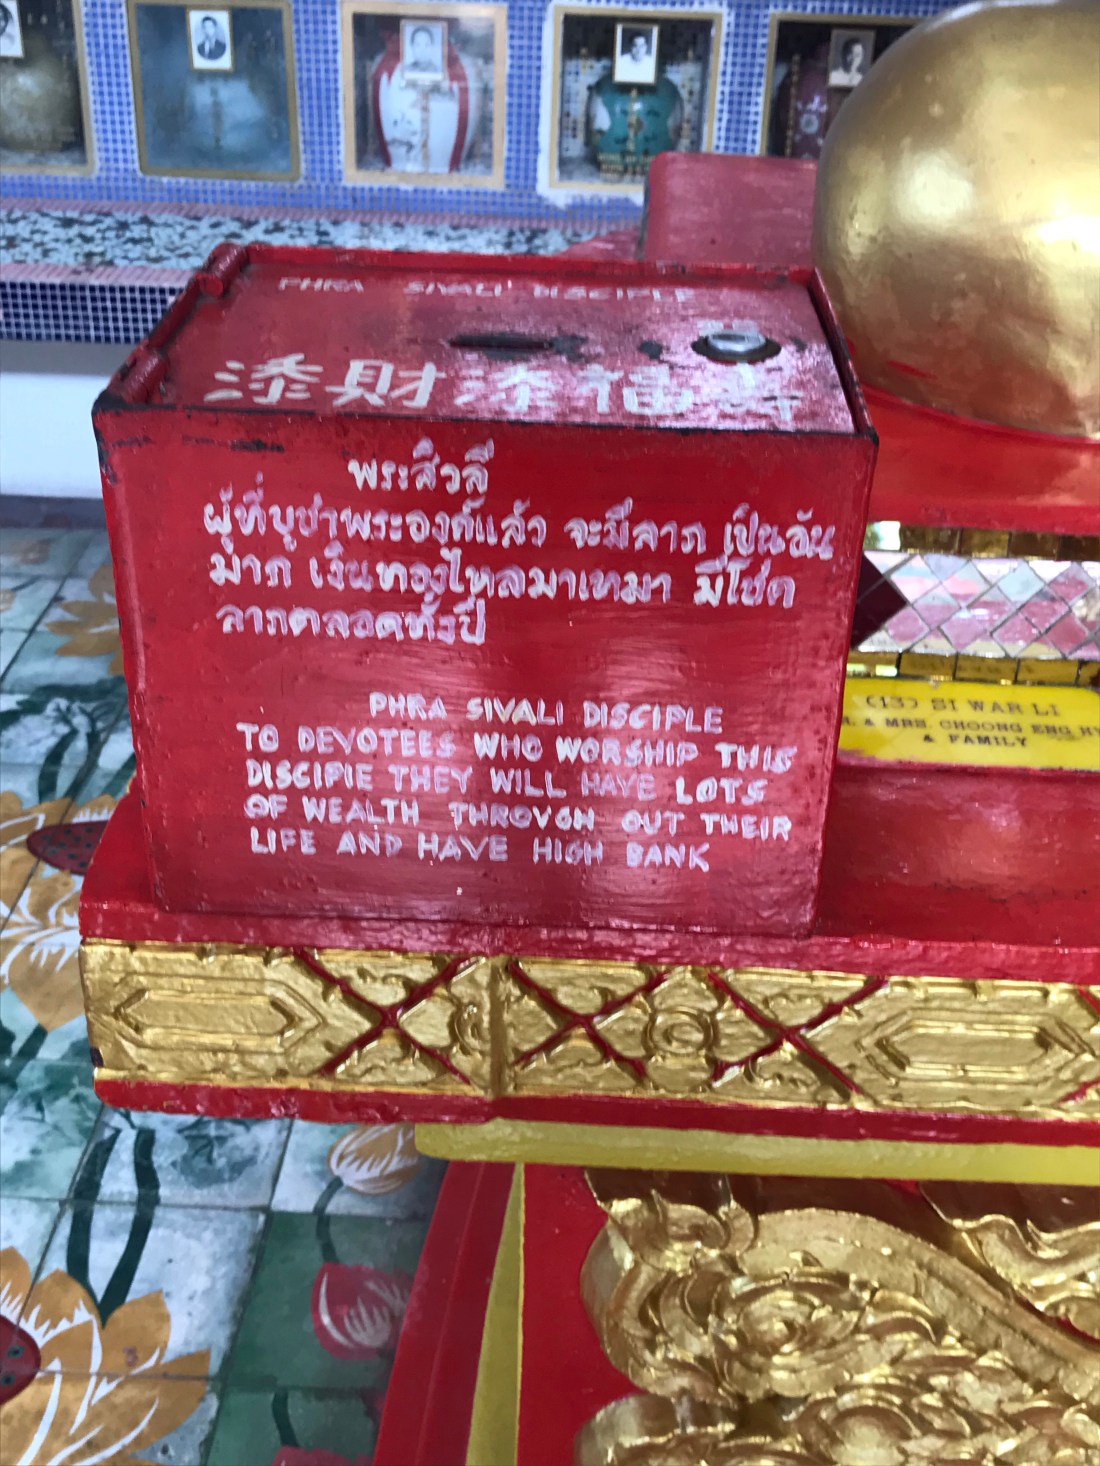 PHRA SIVALI DISCIPLE
添財添福壽
พระสิวลี
ผู้ที่บูชาพระองค์แล้ว จะมีลาภ เป็นอัน
มาก เงินทองไหลมาเทมา มีโชค
ลาภตลอดทั้งปี
PHRA SIVALI DISCIPLE
TO DEVOTEES WHO WORSHIP THIS
DISCIPIE THEY WILL HAVE LOTS
OF WEALTH THROVGH OUT THEIR
LIFE AND HAVE HIGH BANK
(13) SI WAR LI
& MRS. CHOONG ENG
& FAMILY